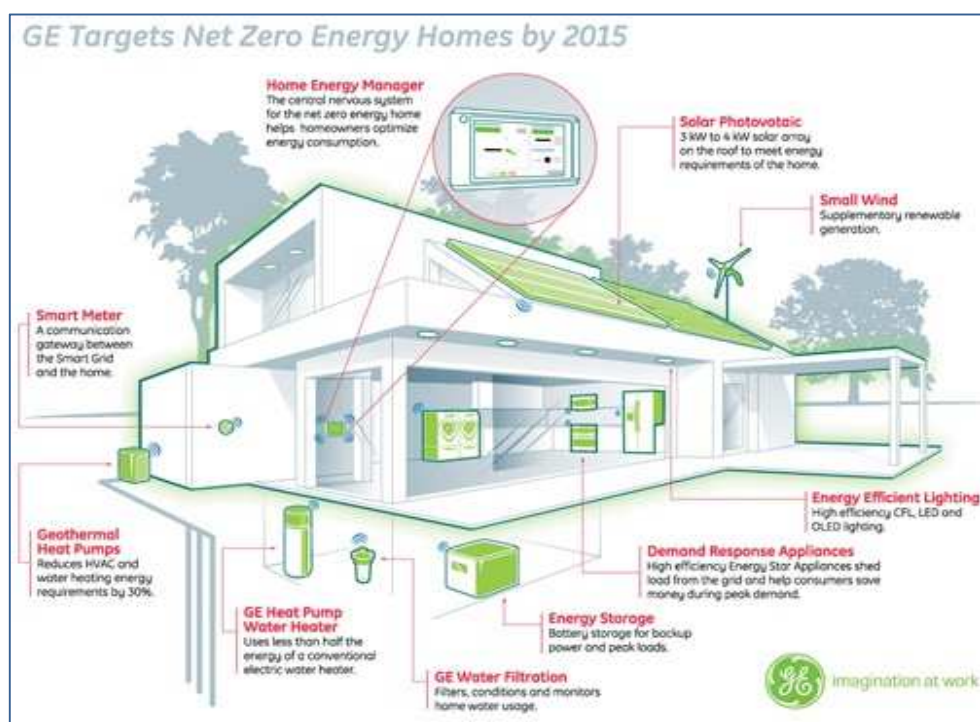 GE Targets Net Zero Energy Homes by 2015
Home Energy Manager
The central nervous system
for the net zero energy home
helps homeowners optimize
energy consumption.
Solar Photovotaic
3 kW to 4 kW solar array
on the roof to meet energy
requirements of the home.
Small Wind
Supplementary renewable
generation.
Smart Meter
A communication
gateway between
the Smart Grid
and the home.
Geothermal
Heat Pumps
Reduces HVAC and
water heating energy
requirements by 30%.
GE Heat Pump
Water Heater
Uses less than half the
energy of a conventional
electric water heater.
GE Water Filtration
Filters, conditions and monitors
home water usage.
Energy Storage
Battery storage for backup
power and peak loads.
Demand Response Appliances
High efficiency Energy Star Appliances shed
load from the grid and help consumers save
money during peak demand.
Energy Efficient Lighting
High efficiency CFL, LED and
OLED lighting.
GE imagination at work